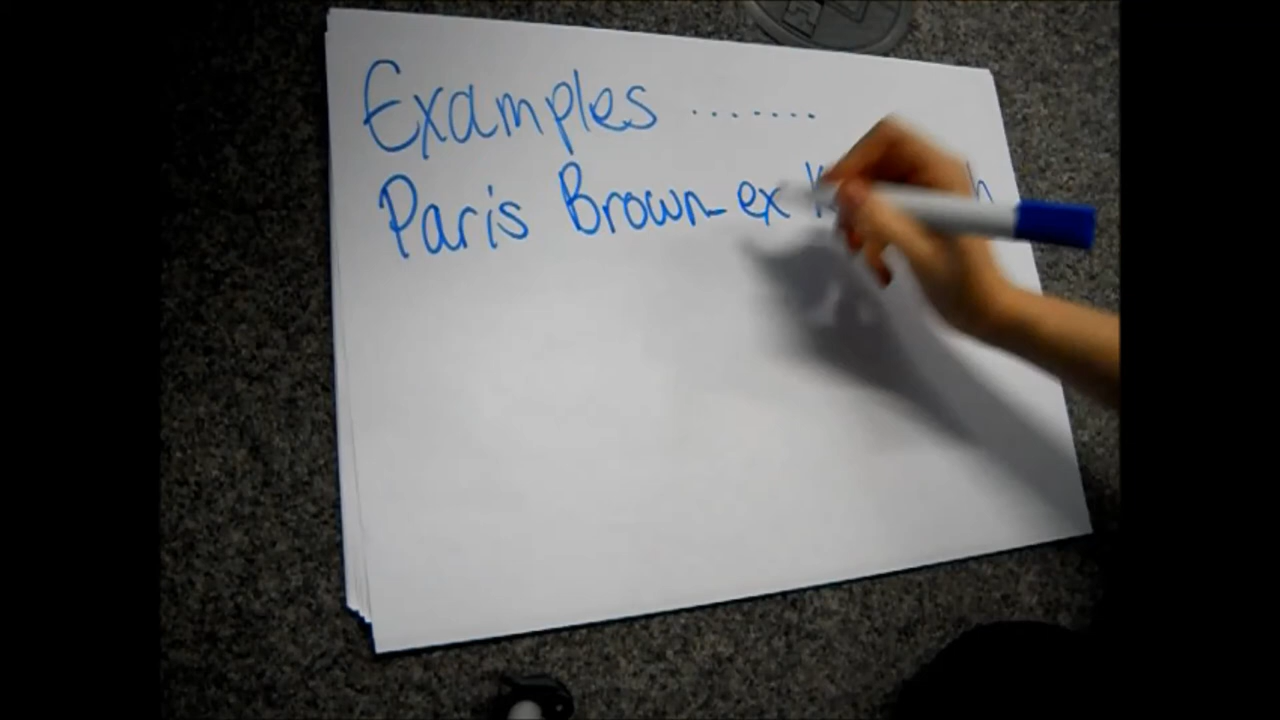 Examples .......
Paris Brown - ex